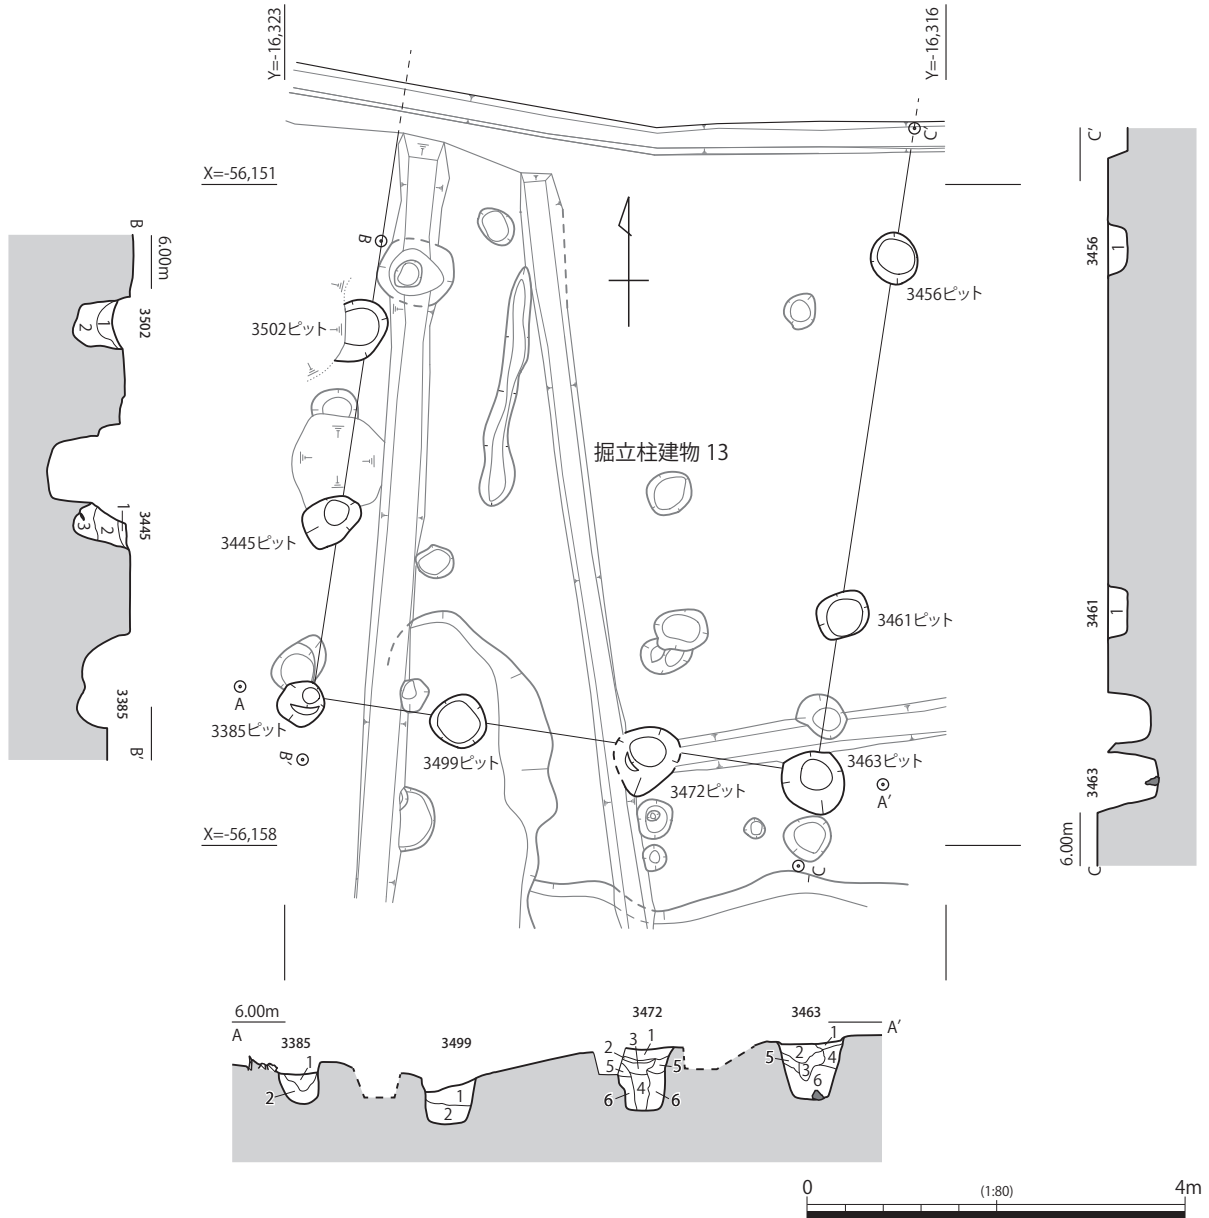 Y=-16,323
Y=-16,316
C′
X=-56,151
B
3456ピット
3502ピット
掘立柱建物 13
3445ピット
3461ピット
A
3385ピット
B′
3499ピット
3463ピット
3472ピット
A′
X=-56,158
C
B
6.00m
3502
1
2
3445
1
2
3
3385
B′
C′
3456
1
3461
1
3463
6.00m
C
6.00m
A
3385
1
2
3499
1
2
3472
1
2
3
4
5
5
6
6
3463
1
2
3
4
5
6
A′
0
(1:80)
4m